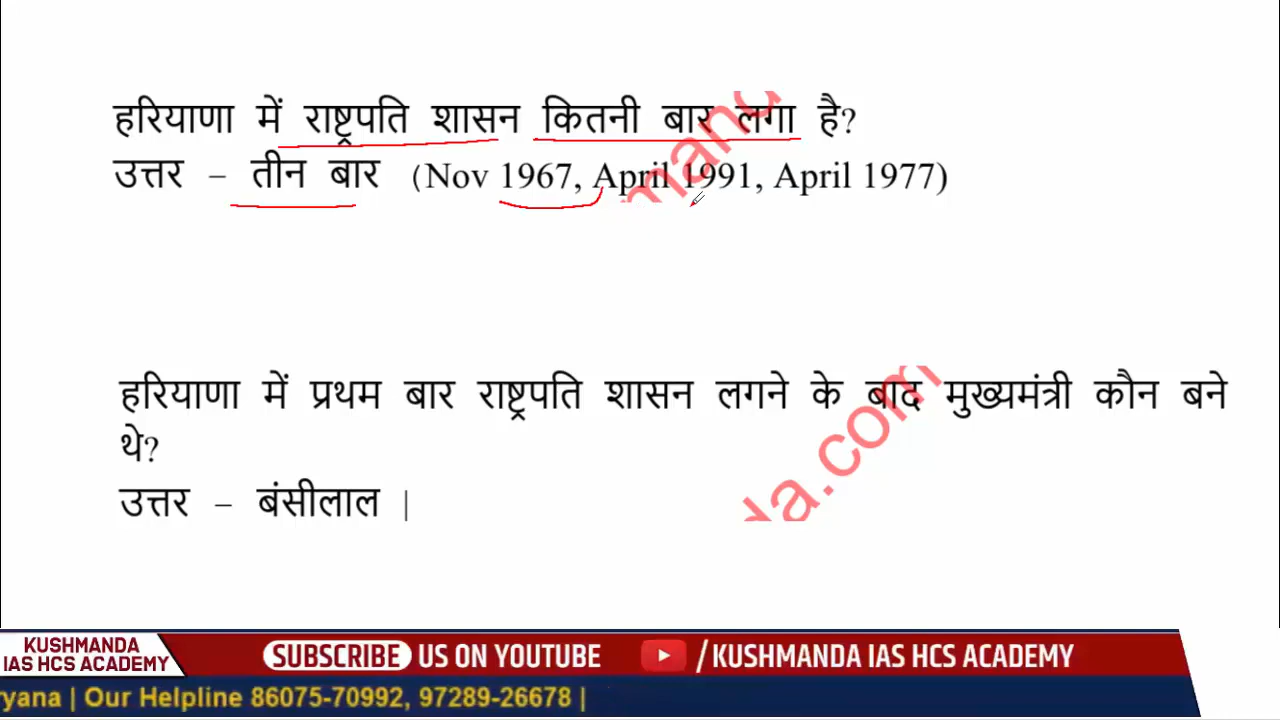 हरियाणा में राष्ट्रपति शासन कितनी बार लगा है?
उत्तर – तीन बार (Nov 1967, April 1991, April 1977)
हरियाणा में प्रथम बार राष्ट्रपति शासन लगने के बाद मुख्यमंत्री कौन बने
थे?
उत्तर – बंसीलाल |
KUSHMANDA
IAS HCS ACADEMY
SUBSCRIBE US ON YOUTUBE /KUSHMANDA IAS HCS ACADEMY
ryana | Our Helpline 86075-70992, 97289-26678 |